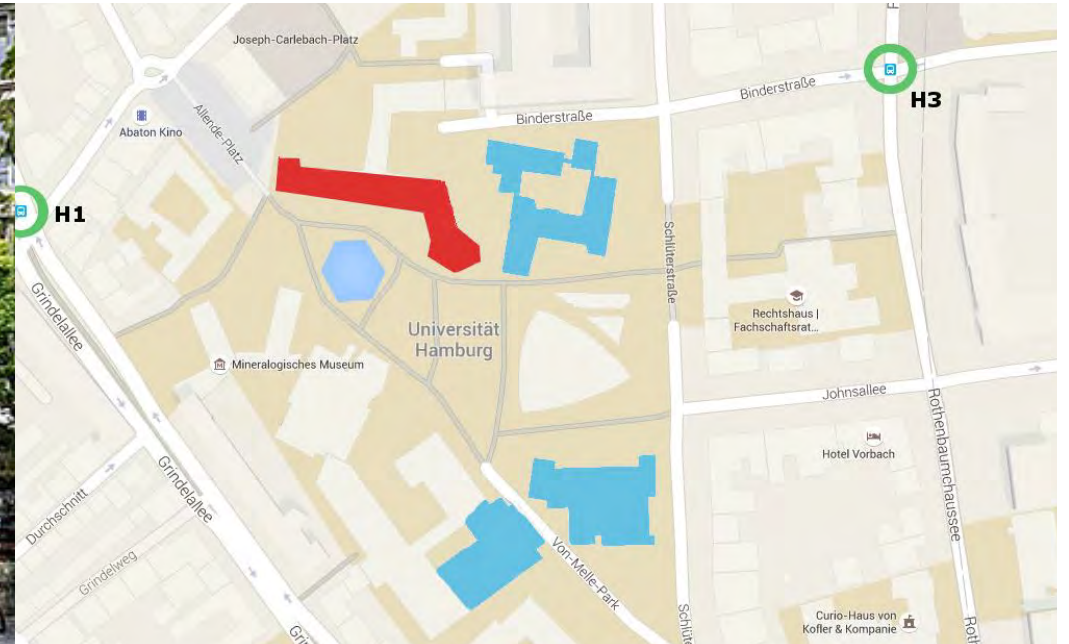 Joseph-Carlebach-Platz
Allende-Platz
Abaton Kino
Binderstraße
Binderstraße
H3
H1
Schlüterstraße
Grindelallee
Universität
Hamburg
Rechtshaus |
Fachschaftsrat...
Mineralogisches Museum
Johnsallee
Rothenbaumchaussee
Hotel Vorbach
Durchschnitt
Grindelallee
Grindelweg
Von-Melle-Park
Curio-Haus von
Kofler & Kompanie